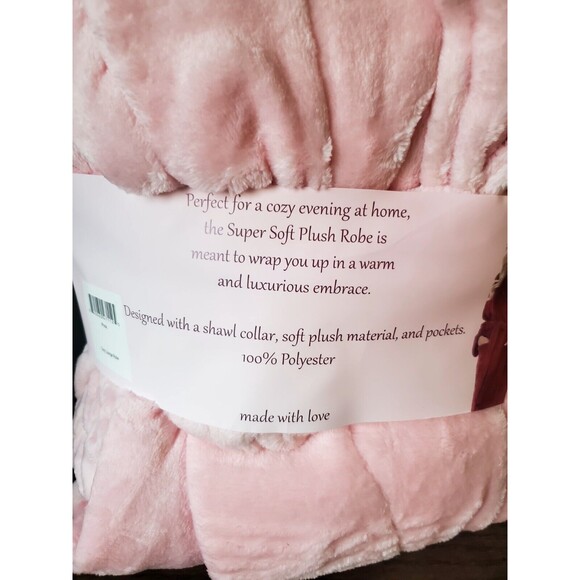 Perfect for a cozy evening at home,
the Super Soft Plush Robe is
meant to wrap you up in a warm
and luxurious embrace.
Designed with a shawl collar, soft plush material, and pockets.
100% Polyester
made with love